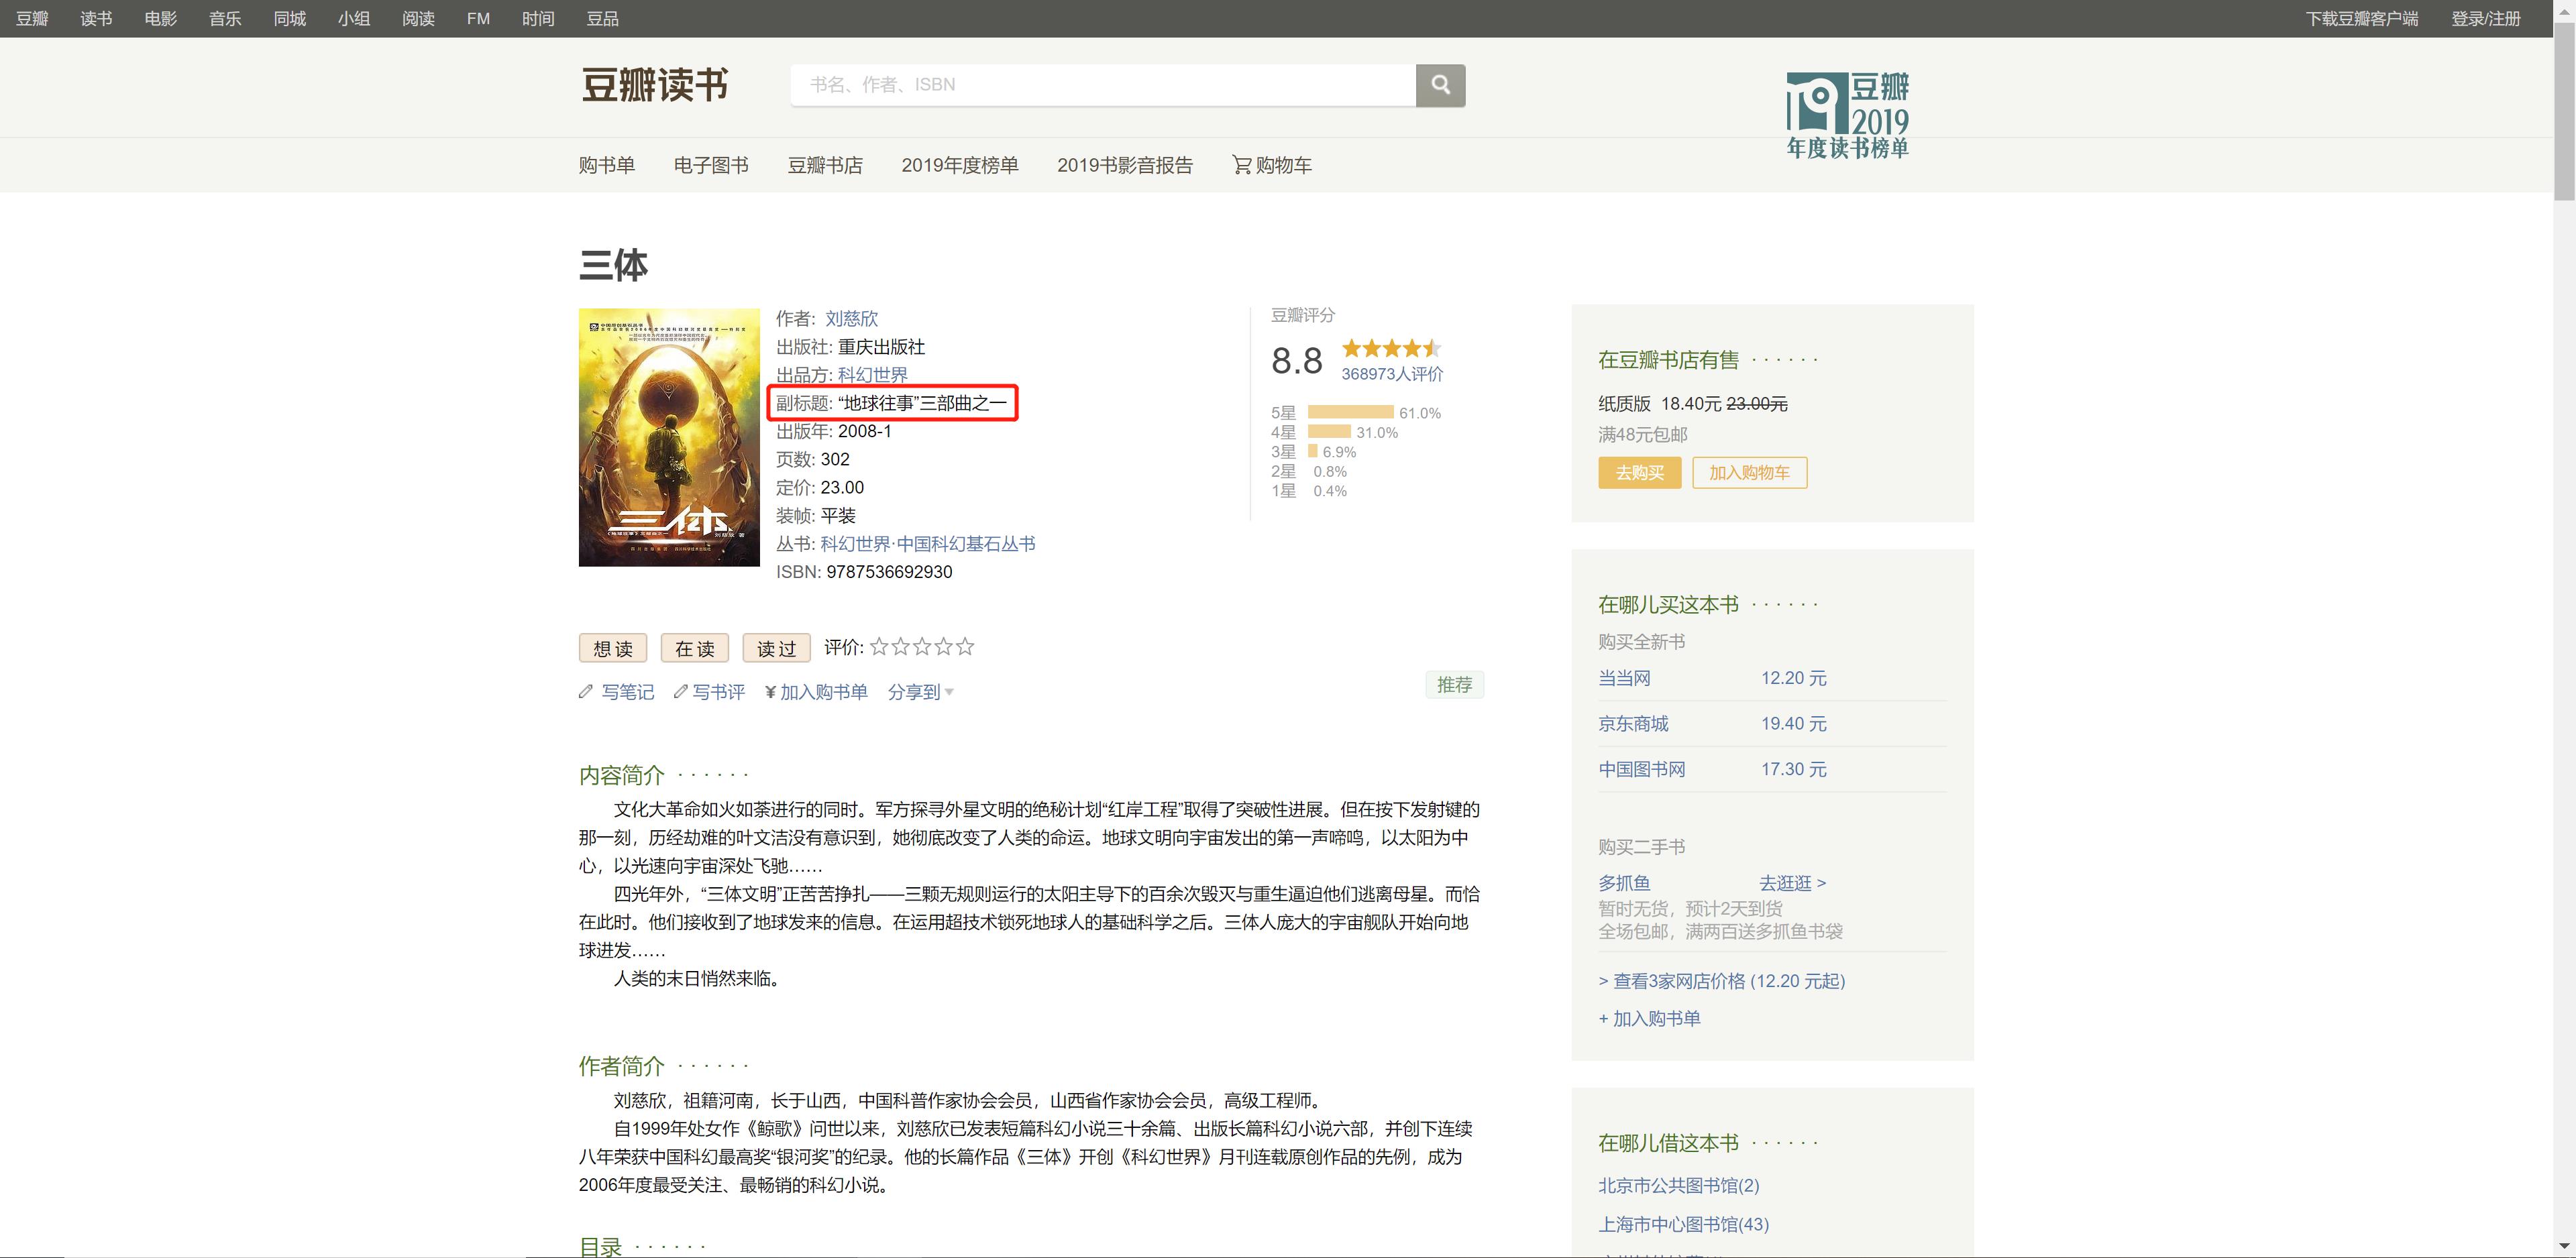 豆瓣 读书 电影 音乐 同城 小组 阅读 FM 时间 豆品 下载豆瓣客户端 登录/注册
豆瓣读书
书名、作者、ISBN
豆瓣
2019
年度读书榜单
购书单 电子图书 豆瓣书店 2019年度榜单 2019书影音报告 购物车
三体
三体
刘慈欣 著
作者: 刘慈欣
出版社: 重庆出版社
出品方: 科幻世界
副标题: “地球往事”三部曲之一
出版年: 2008-1
页数: 302
定价: 23.00
装帧: 平装
丛书: 科幻世界·中国科幻基石丛书
ISBN: 9787536692930
豆瓣评分
8.8
368973人评价
5星 61.0%
4星 31.0%
3星 6.9%
2星 0.8%
1星 0.4%
想读 在读 读过 评价:
写笔记 写书评 ¥加入购书单 分享到
推荐
内容简介 · · · · · ·
文化大革命如火如荼进行的同时。军方探寻外星文明的绝秘计划“红岸工程”取得了突破性进展。但在按下发射键的
那一刻，历经劫难的叶文洁没有意识到，她彻底改变了人类的命运。地球文明向宇宙发出的第一声啼鸣，以太阳为中
心，以光速向宇宙深处飞驰……
四光年外，“三体文明”正苦苦挣扎——三颗无规则运行的太阳主导下的百余次毁灭与重生逼迫他们逃离母星。而恰
在此时。他们接收到了地球发来的信息。在运用超技术锁死地球人的基础科学之后。三体人庞大的宇宙舰队开始向地
球进发……
人类的末日悄然来临。
作者简介 · · · · · ·
刘慈欣，祖籍河南，长于山西，中国科普作家协会会员，山西省作家协会会员，高级工程师。
自1999年处女作《鲸歌》问世以来，刘慈欣已发表短篇科幻小说三十余篇、出版长篇科幻小说六部，并创下连续
八年荣获中国科幻最高奖“银河奖”的纪录。他的长篇作品《三体》开创《科幻世界》月刊连载原创作品的先例，成为
2006年度最受关注、最畅销的科幻小说。
目录 · · · · · ·
在豆瓣书店有售 · · · · · ·
纸质版 18.40元 23.00元
满48元包邮
去购买 加入购物车
在哪儿买这本书 · · · · · ·
购买全新书
当当网 12.20 元
京东商城 19.40 元
中国图书网 17.30 元
购买二手书
多抓鱼 去逛逛 >
暂时无货，预计2天到货
全场包邮，满两百送多抓鱼书袋
> 查看3家网店价格 (12.20 元起)
+ 加入购书单
在哪儿借这本书 · · · · · ·
北京市公共图书馆(2)
上海市中心图书馆(43)